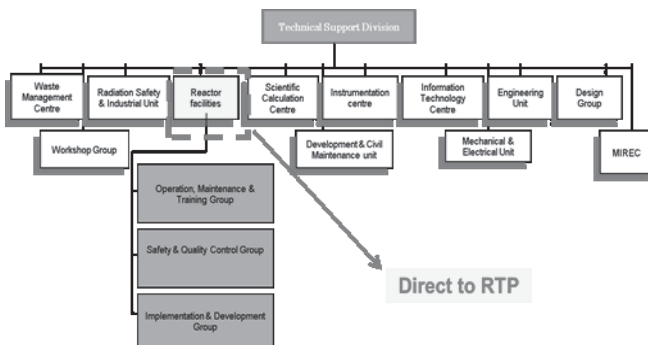 Technical Support Division
Waste
Management
Centre
Radiation Safety
& Industrial Unit
Reactor
facilities
Scientific
Calculation
Centre
Instrumentation
centre
Information
Technology
Centre
Engineering
Unit
Design
Group
Workshop Group
Development & Civil
Maintenance unit
Mechanical &
Electrical Unit
MIREC
Operation, Maintenance &
Training Group
Safety & Quality Control Group
Implementation & Development
Group
Direct to RTP